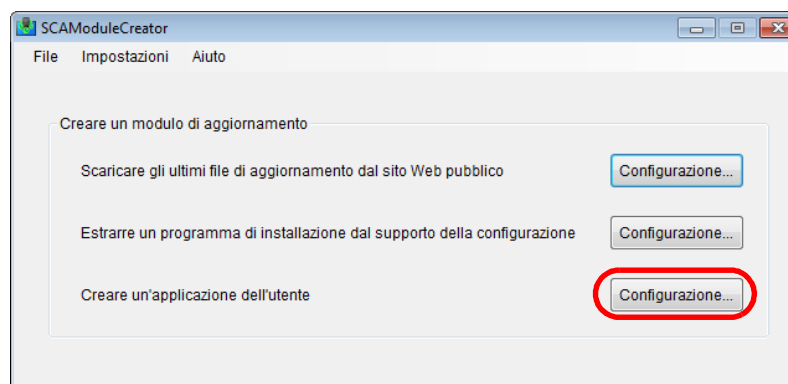 SCAModuleCreator
File Impostazioni Aiuto
Creare un modulo di aggiornamento
Scaricare gli ultimi file di aggiornamento dal sito Web pubblico Configurazione...
Estrarre un programma di installazione dal supporto della configurazione Configurazione...
Creare un'applicazione dell'utente Configurazione...